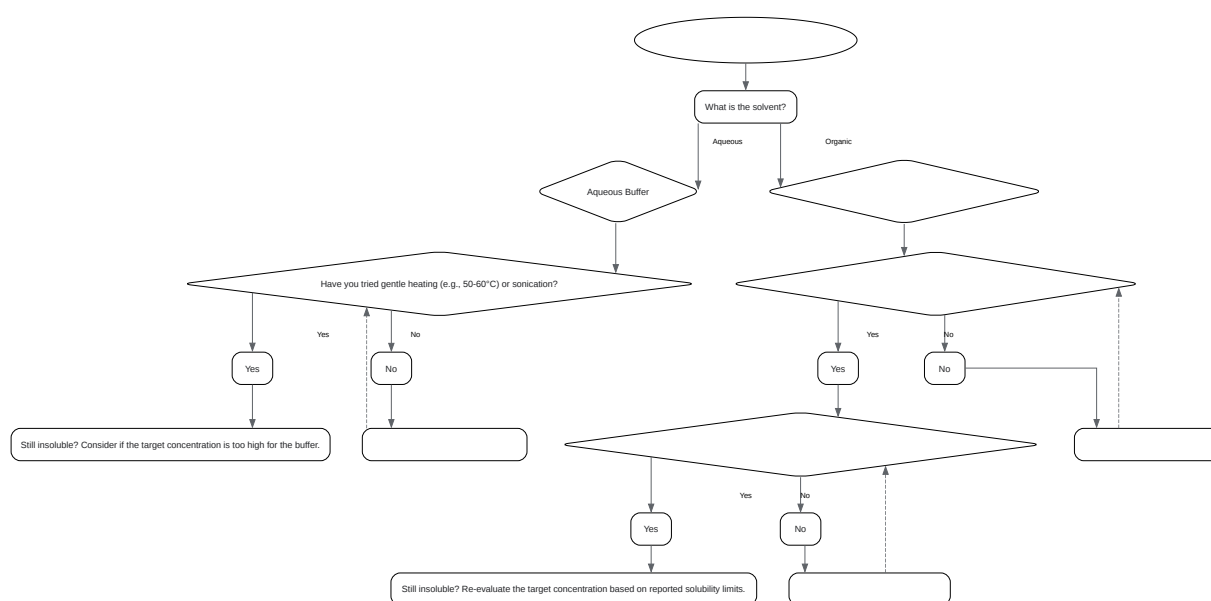 What is the solvent?
Aqueous
Organic
Aqueous Buffer
Have you tried gentle heating (e.g., 50-60°C) or sonication?
Yes
No
Yes
No
Yes
No
Yes
No
Still insoluble? Consider if the target concentration is too high for the buffer.
Yes
No
Yes
No
Still insoluble? Re-evaluate the target concentration based on reported solubility limits.